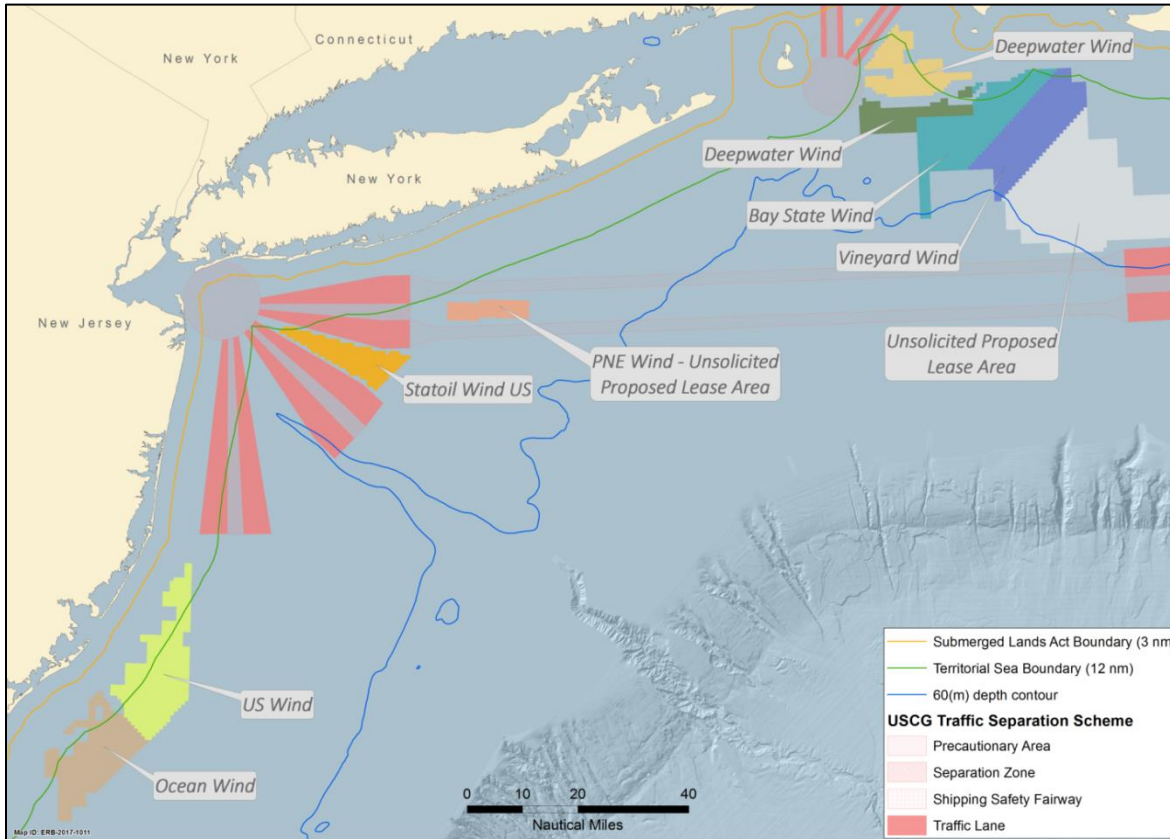 New York
Connecticut
Deepwater Wind
New York
Deepwater Wind
Bay State Wind
Vineyard Wind
New Jersey
Unsolicited Proposed
Lease Area
PNE Wind - Unsolicited
Proposed Lease Area
Statoil Wind US
US Wind
Ocean Wind
Submerged Lands Act Boundary (3 nm
Territorial Sea Boundary (12 nm)
60(m) depth contour
USCG Traffic Separation Scheme
Precautionary Area
Separation Zone
Shipping Safety Fairway
Traffic Lane
0 10 20 40
Nautical Miles
Map ID: ERB-2017-1011